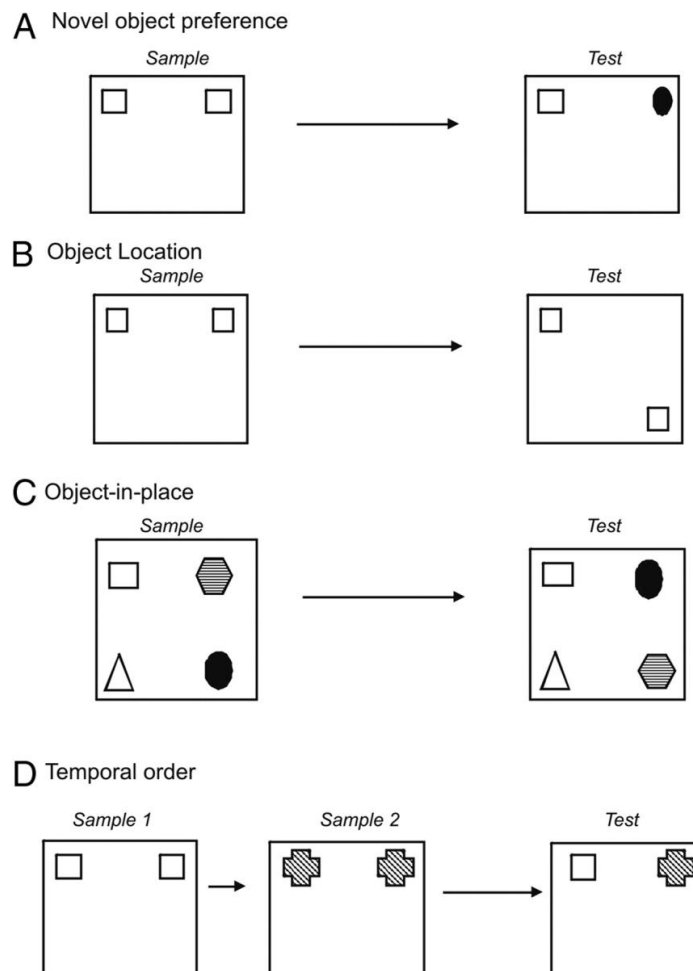 A Novel object preference
Sample Test
B Object Location
Sample Test
C Object-in-place
Sample Test
D Temporal order
Sample 1 Sample 2 Test